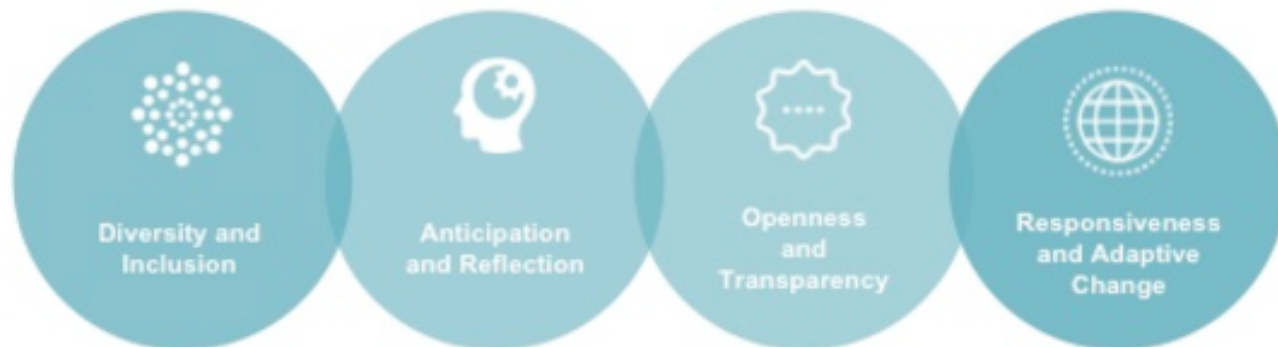 Diversity and
Inclusion
Anticipation
and Reflection
Openness
and
Transparency
Responsiveness
and Adaptive
Change